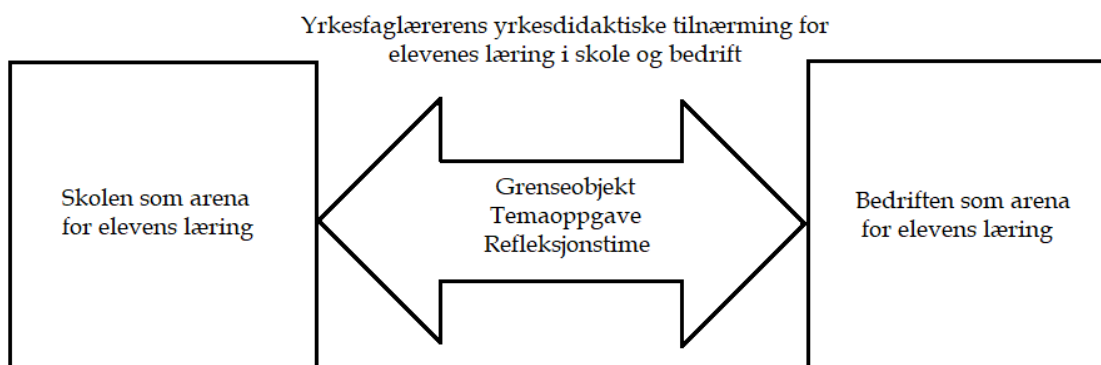 Yrkesfaglærerens yrkesdidaktiske tilnærming for
elevenes læring i skole og bedrift
Skolen som arena
for elevens læring
Grenseobjekt
Temaoppgave
Refleksjonstime
Bedriften som arena
for elevens læring